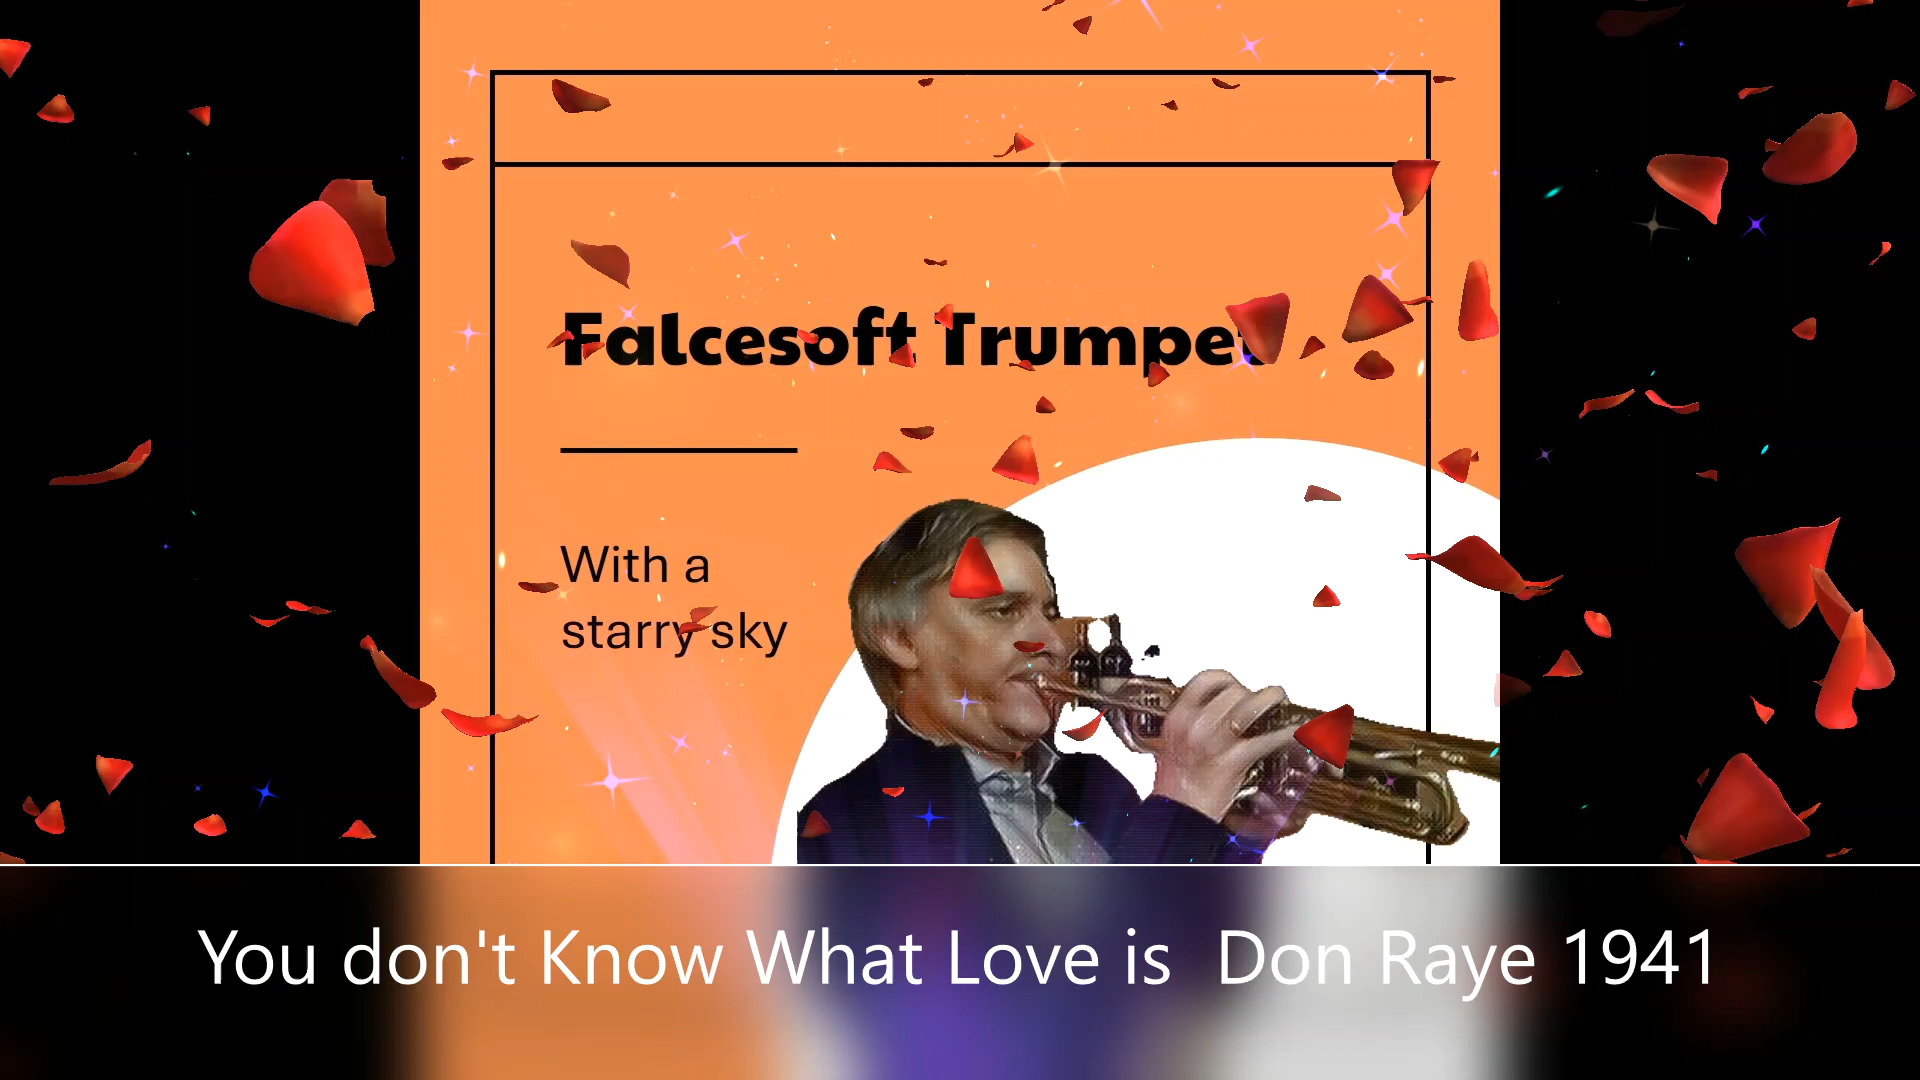 Falcesoft Trumpet
With a
starry sky
You don't Know What Love is  Don Raye 1941